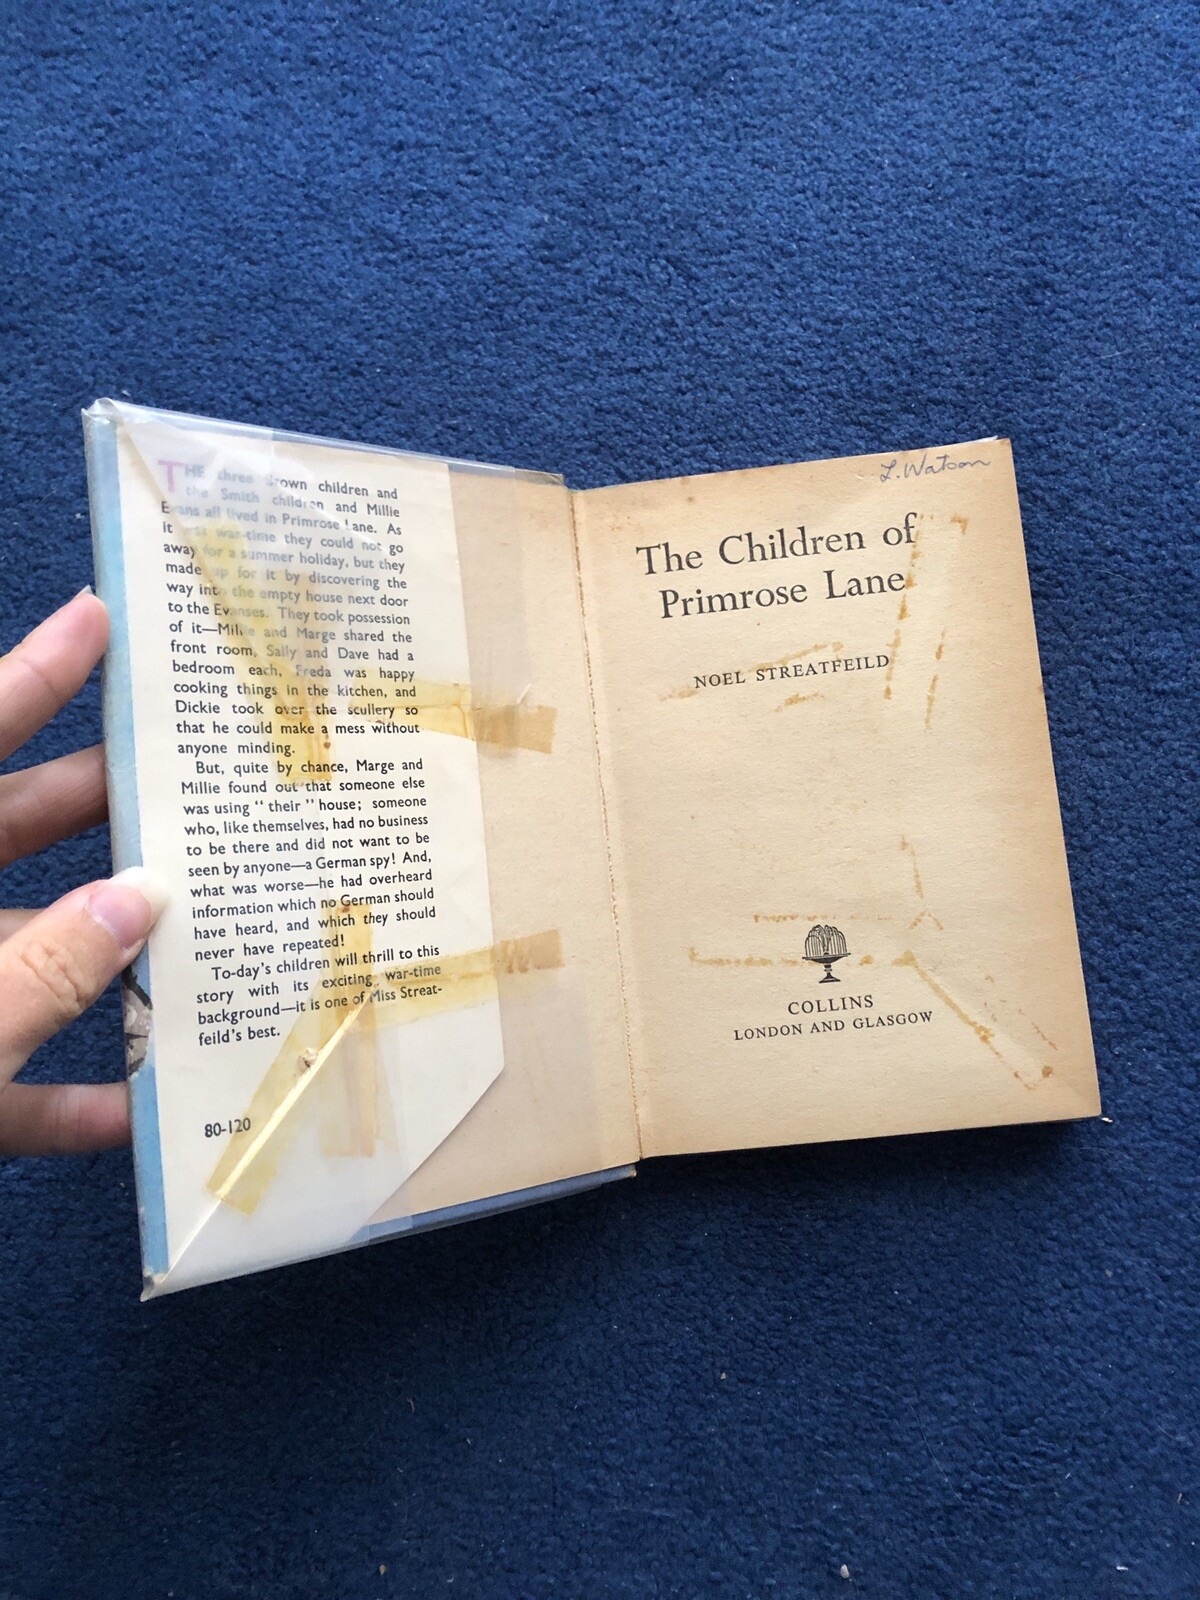 THE three Brown children and
the Smith children and Millie
Evans all lived in Primrose Lane. As
it was war-time they could not go
away for a summer holiday, but they
made up for it by discovering the
way into the empty house next door
to the Evanses. They took possession
of it—Millie and Marge shared the
front room, Sally and Dave had a
bedroom each, Freda was happy
cooking things in the kitchen, and
Dickie took over the scullery so
that he could make a mess without
anyone minding.
But, quite by chance, Marge and
Millie found out that someone else
was using “ their ” house; someone
who, like themselves, had no business
to be there and did not want to be
seen by anyone—a German spy! And,
what was worse—he had overheard
information which no German should
have heard, and which they should
never have repeated!
To-day's children will thrill to this
story with its exciting war-time
background—it is one of Miss Streat-
feild's best.
80-120
L. Watson
The Children of
Primrose Lane
NOEL STREATFEILD
COLLINS
LONDON AND GLASGOW